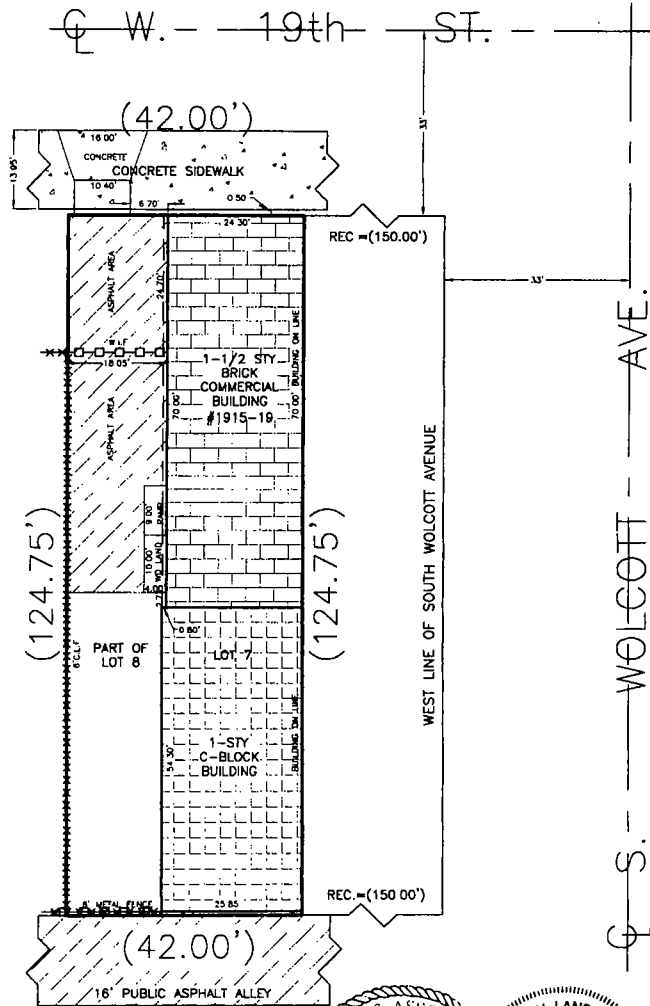 ℄ W. 19th ST.
(42.00')
33'
16 00'
CONCRETE
CONCRETE SIDEWALK
13.95'
10.40'
6.70'
0.50'
24 30'
REC =(150.00')
33'
ASPHALT AREA
24.70'
W.I.F
18 05'
1-1/2 STY
BRICK
COMMERCIAL
BUILDING
#1915-19
BUILDING ON LINE
70 00'
70 00'
ASPHALT AREA
9 00'
RAMP
10 00'
WD LAND
4.00'
(124.75')
(124.75')
0.80'
PART OF
LOT 8
LOT 7
6' C.L.F
54 30'
1-STY
C-BLOCK
BUILDING
BUILDING ON LINE
WEST LINE OF SOUTH WOLCOTT AVENUE
℄ S. WOLCOTT AVE.
REC.=(150 00')
6' METAL FENCE
25 85
(42.00')
16' PUBLIC ASPHALT ALLEY
LAND